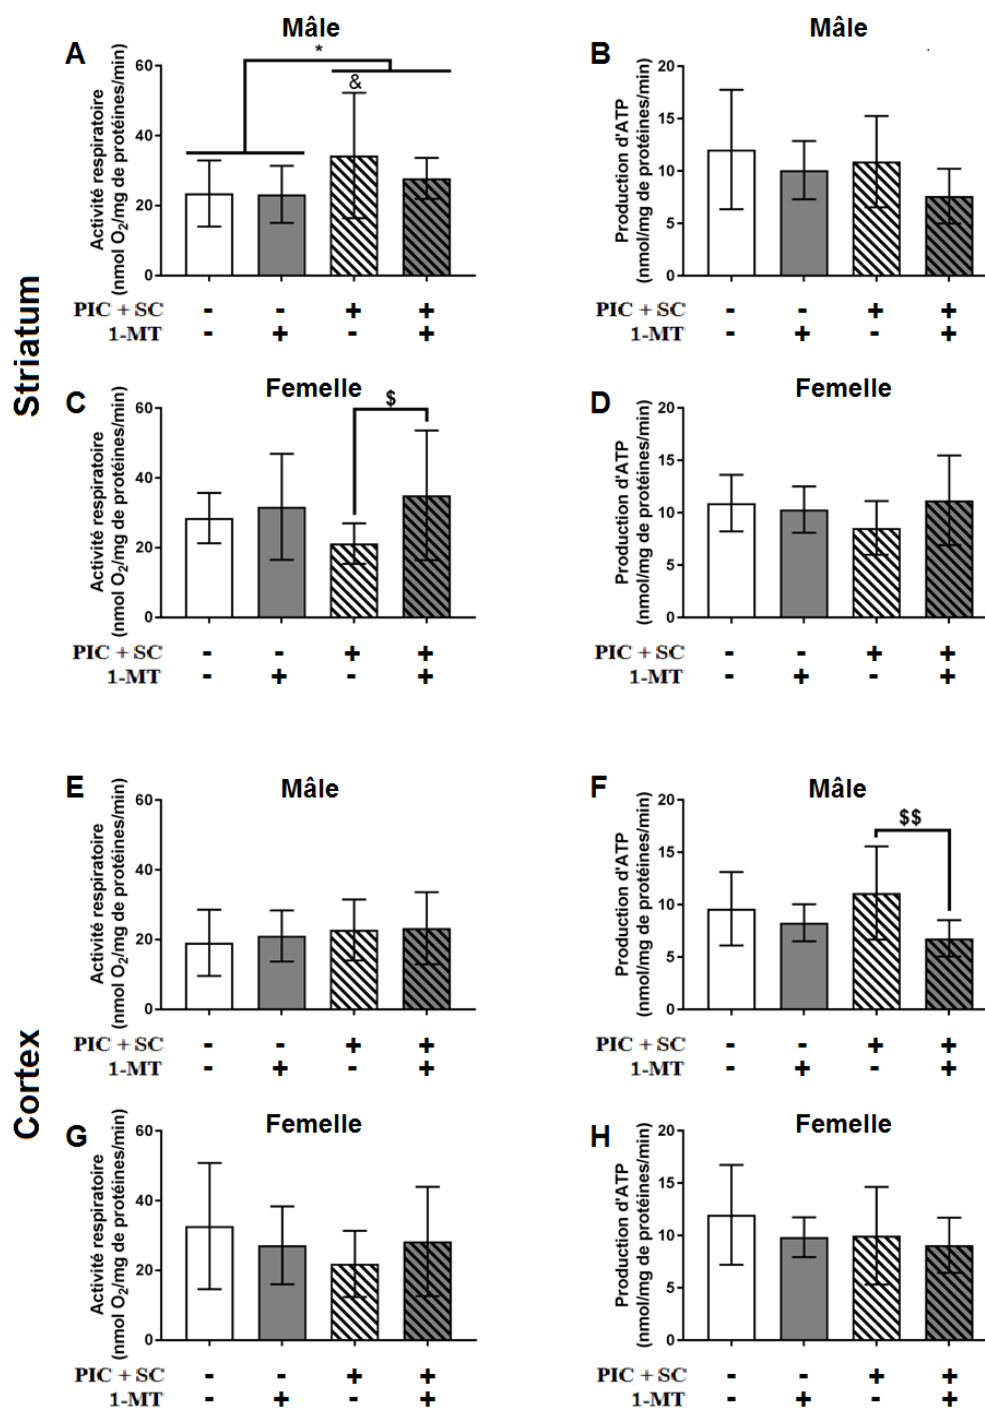 Striatum
Mâle
A
Activité respiratoire
(nmol O2/mg de protéines/min)
60
40
20
0
*
&
PIC + SC - - + +
1-MT - + - +
Mâle
B
Production d'ATP
(nmol/mg de protéines/min)
20
15
10
5
0
PIC + SC - - + +
1-MT - + - +
Femelle
C
Activité respiratoire
(nmol O2/mg de protéines/min)
60
40
20
0
$
PIC + SC - - + +
1-MT - + - +
Femelle
D
Production d'ATP
(nmol/mg de protéines/min)
20
15
10
5
0
PIC + SC - - + +
1-MT - + - +
Cortex
Mâle
E
Activité respiratoire
(nmol O2/mg de protéines/min)
60
40
20
0
PIC + SC - - + +
1-MT - + - +
Mâle
F
Production d'ATP
(nmol/mg de protéines/min)
20
15
10
5
0
$$
PIC + SC - - + +
1-MT - + - +
Femelle
G
Activité respiratoire
(nmol O2/mg de protéines/min)
60
40
20
0
PIC + SC - - + +
1-MT - + - +
Femelle
H
Production d'ATP
(nmol/mg de protéines/min)
20
15
10
5
0
PIC + SC - - + +
1-MT - + - +